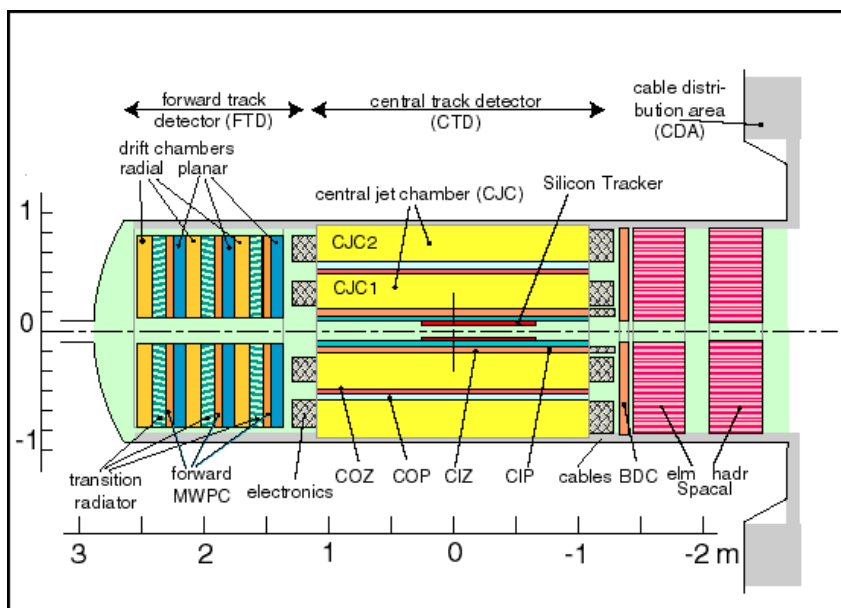 forward track
detector (FTD)
central track detector
(CTD)
cable distri-
bution area
(CDA)
drift chambers
radial planar
central jet chamber (CJC)
Silicon Tracker
1
CJC2
CJC1
0
-1
transition
radiator
forward
MWPC
electronics
COZ
COP
CIZ
CIP
cables
BDC
elm hadr
Spacal
3 2 1 0 -1 -2 m